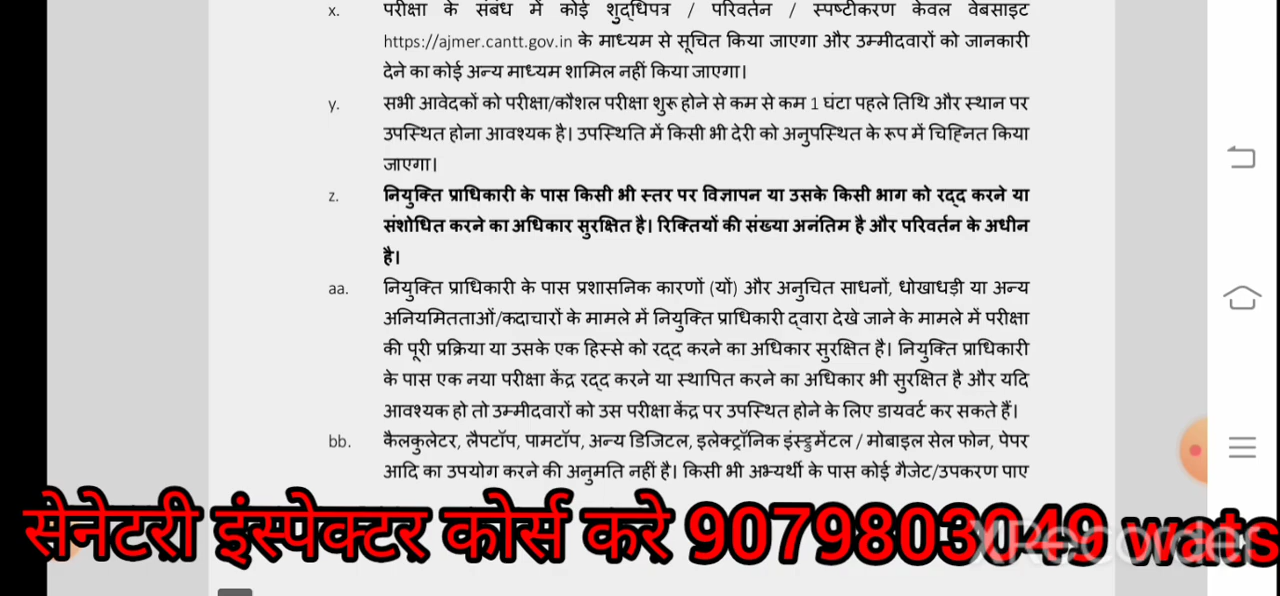 x. परीक्षा के संबंध में कोई शुद्धिपत्र / परिवर्तन / स्पष्टीकरण केवल वेबसाइट
https://ajmer.cantt.gov.in के माध्यम से सूचित किया जाएगा और उम्मीदवारों को जानकारी
देने का कोई अन्य माध्यम शामिल नहीं किया जाएगा।
y. सभी आवेदकों को परीक्षा/कौशल परीक्षा शुरू होने से कम से कम 1 घंटा पहले तिथि और स्थान पर
उपस्थित होना आवश्यक है। उपस्थिति में किसी भी देरी को अनुपस्थित के रूप में चिह्नित किया
जाएगा।
z. नियुक्ति प्राधिकारी के पास किसी भी स्तर पर विज्ञापन या उसके किसी भाग को रद्द करने या
संशोधित करने का अधिकार सुरक्षित है। रिक्तियों की संख्या अनंतिम है और परिवर्तन के अधीन
है।
aa. नियुक्ति प्राधिकारी के पास प्रशासनिक कारणों (यों) और अनुचित साधनों, धोखाधड़ी या अन्य
अनियमितताओं/कदाचारों के मामले में नियुक्ति प्राधिकारी द्वारा देखे जाने के मामले में परीक्षा
की पूरी प्रक्रिया या उसके एक हिस्से को रद्द करने का अधिकार सुरक्षित है। नियुक्ति प्राधिकारी
के पास एक नया परीक्षा केंद्र रद्द करने या स्थापित करने का अधिकार भी सुरक्षित है और यदि
आवश्यक हो तो उम्मीदवारों को उस परीक्षा केंद्र पर उपस्थित होने के लिए डायवर्ट कर सकते हैं।
bb. कैलकुलेटर, लैपटॉप, पामटॉप, अन्य डिजिटल, इलेक्ट्रॉनिक इंस्ट्रुमेंटल / मोबाइल सेल फोन, पेपर
आदि का उपयोग करने की अनुमति नहीं है। किसी भी अभ्यर्थी के पास कोई गैजेट/उपकरण पाए
सेनेटरी इंस्पेक्टर कोर्स करे 9079803049 wats
XRecorder